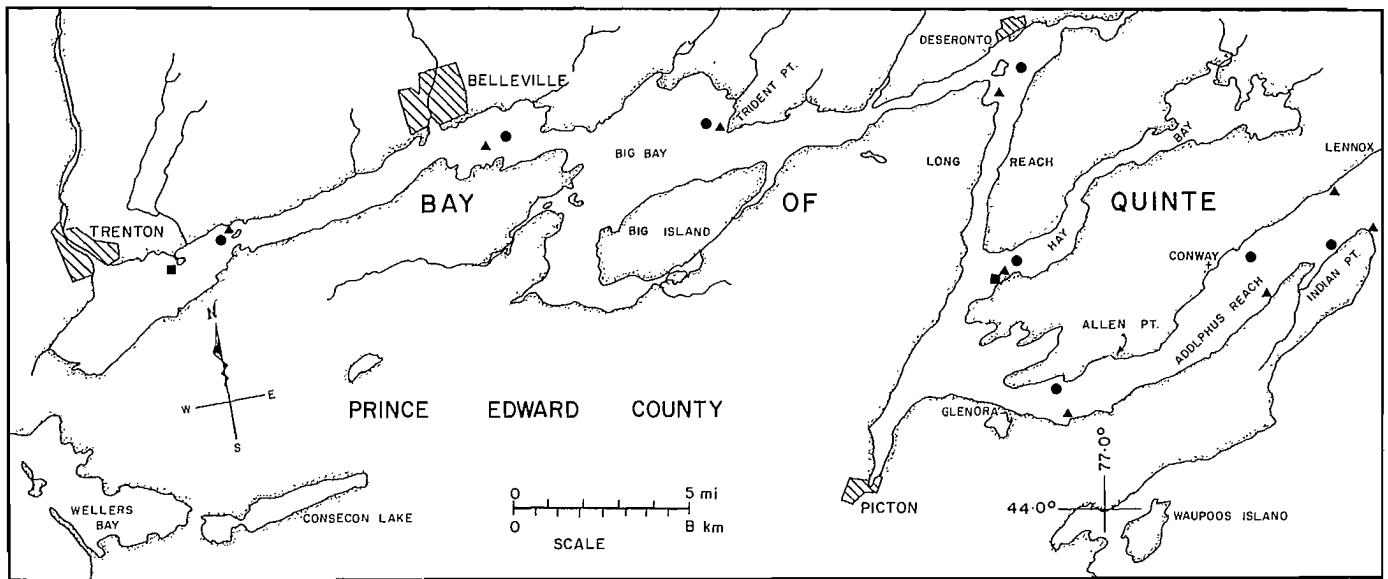 DESERONTO
BELLEVILLE
TRIDENT PT.
BIG BAY
LONG REACH
BAY
LENNOX
BAY OF QUINTE
TRENTON
BIG ISLAND
HAY
CONWAY
INDIAN PT.
ADOLPHUS REACH
ALLEN PT.
N
W E
S
PRINCE EDWARD COUNTY
GLENORA
77.0°
WELLERS
BAY
CONSECON LAKE
0 5 mi
0 8 km
SCALE
PICTON
44.0°
WAUPOOS ISLAND